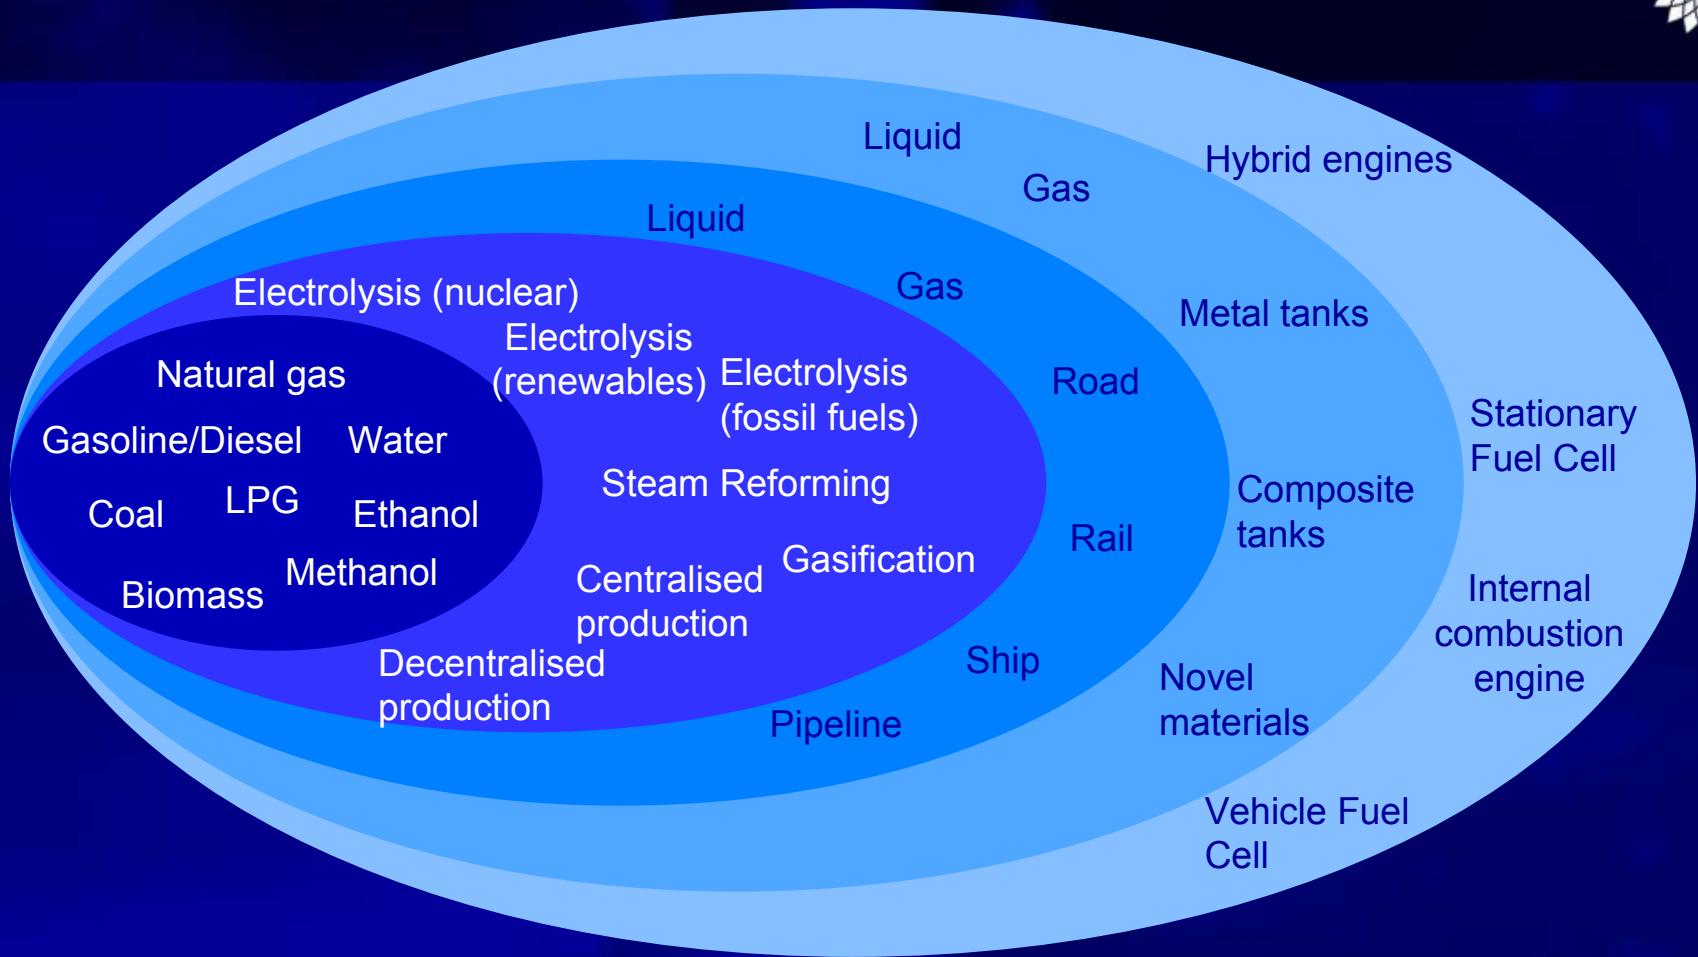 Natural gas
Gasoline/Diesel
Water
Coal
LPG
Ethanol
Biomass
Methanol
Electrolysis (nuclear)
Electrolysis
(renewables)
Electrolysis
(fossil fuels)
Steam Reforming
Gasification
Centralised
production
Decentralised
production
Liquid
Gas
Road
Rail
Ship
Pipeline
Liquid
Gas
Metal tanks
Composite
tanks
Novel
materials
Hybrid engines
Stationary
Fuel Cell
Internal
combustion
engine
Vehicle Fuel
Cell